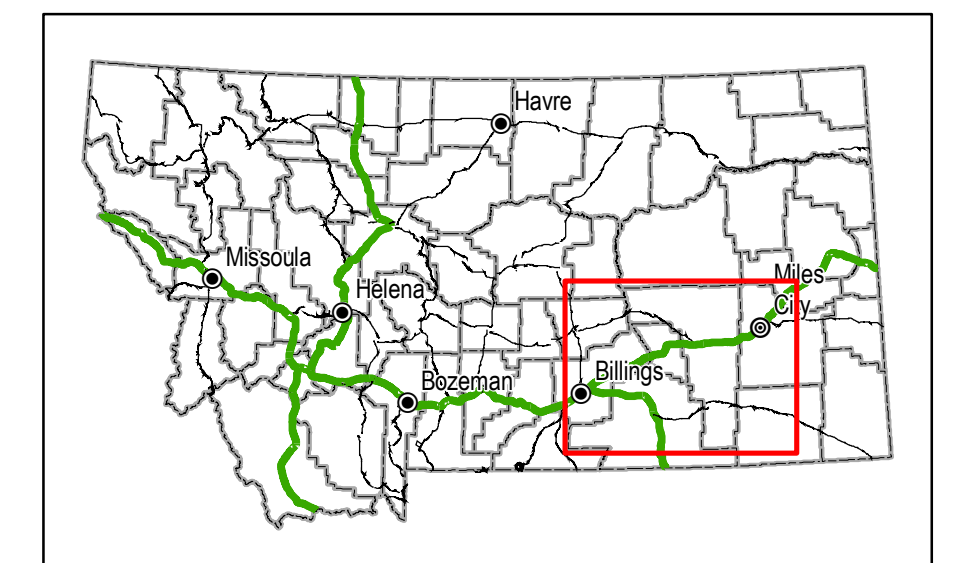 Havre
Missoula
Helena
Miles
City
Billings
Bozeman